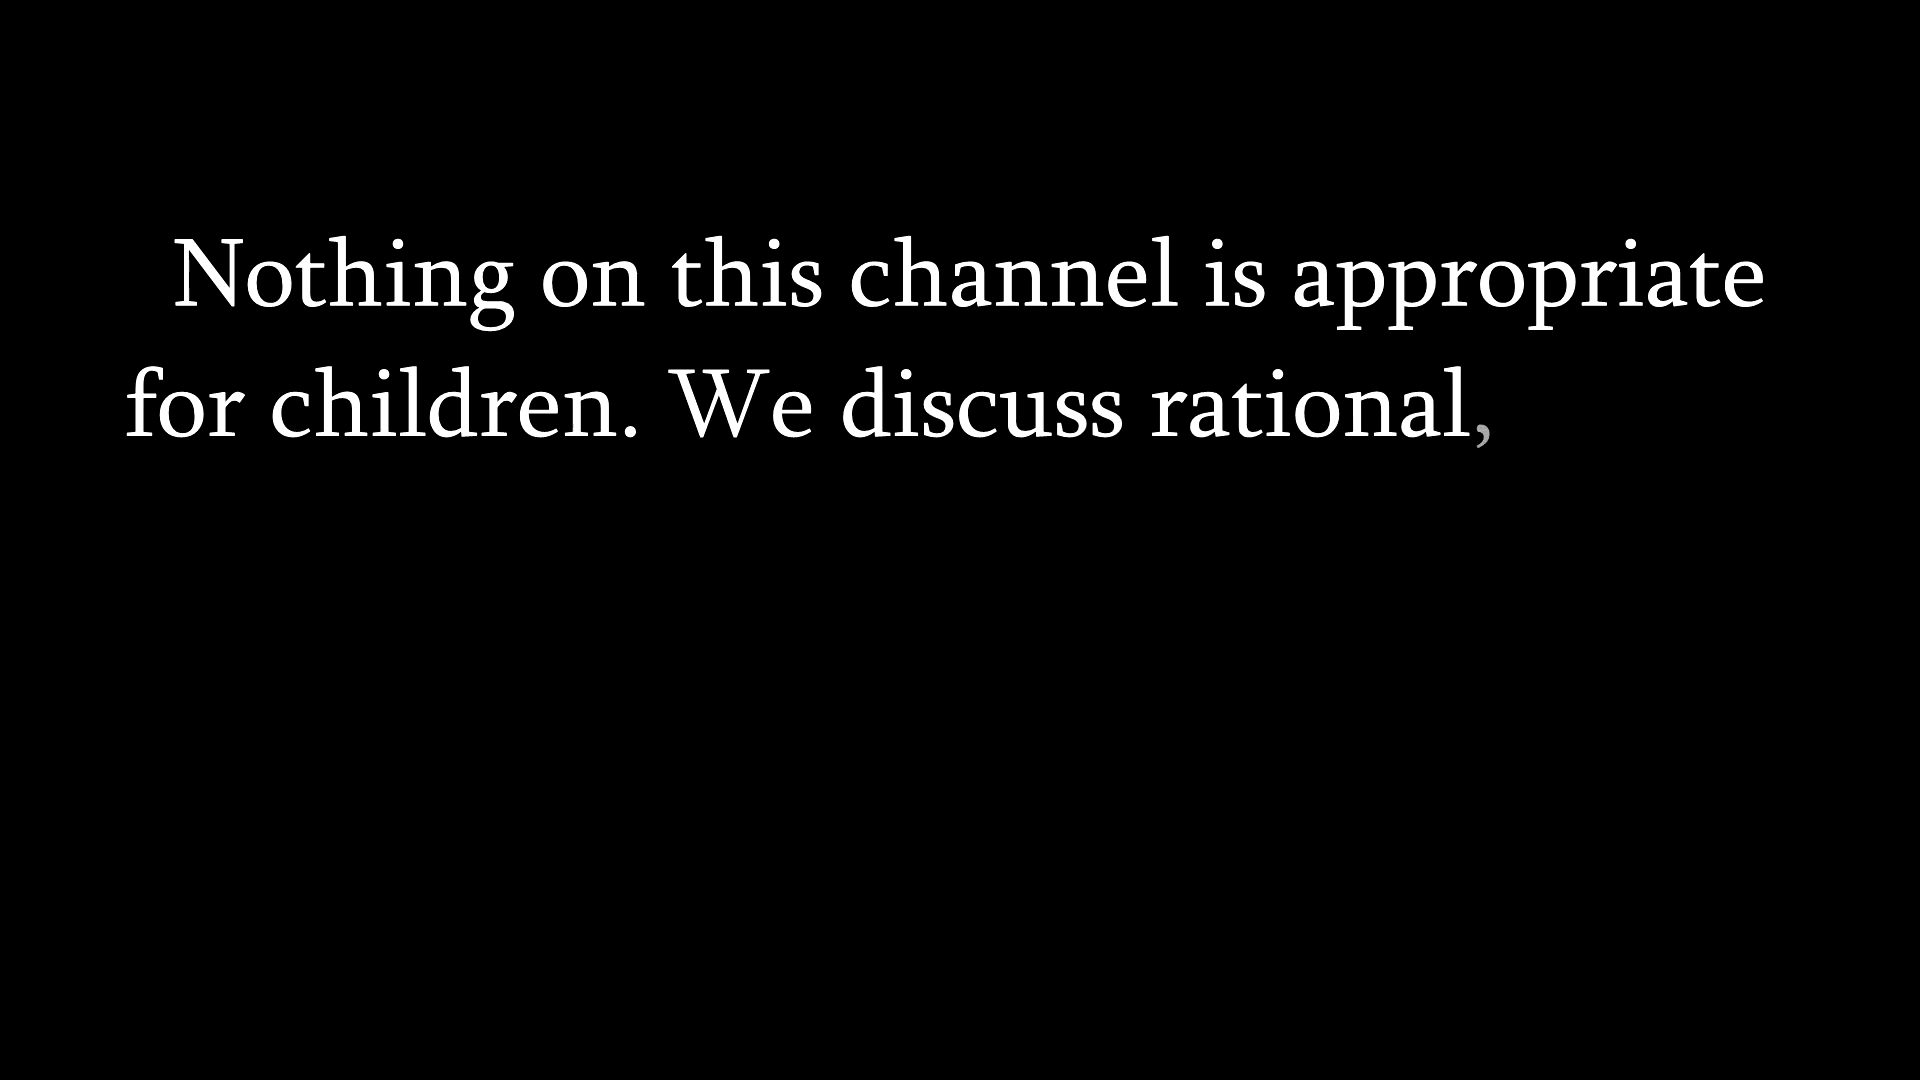 Nothing on this channel is appropriate
for children. We discuss rational,